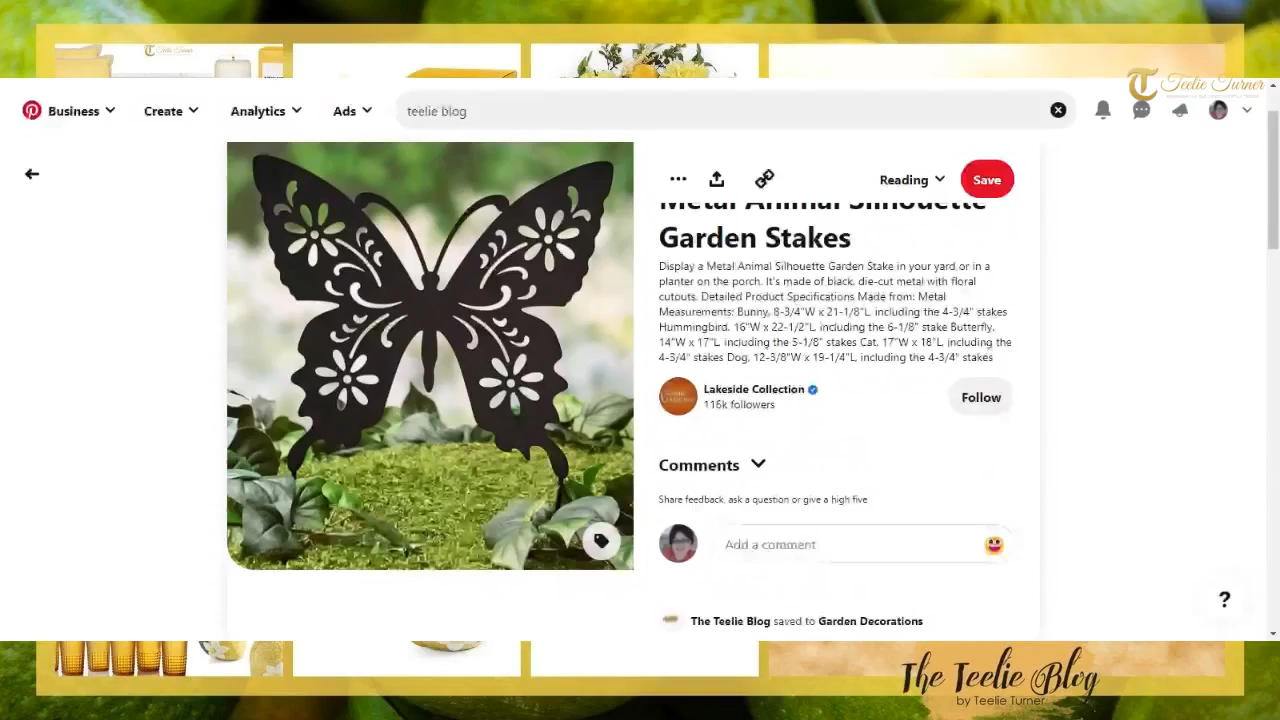 Teelie Turner
Teelie Turner
Business
Create
Analytics
Ads
teelie blog
Reading
Save
Metal Animal Silhouette
Garden Stakes
Display a Metal Animal Silhouette Garden Stake in your yard or in a
planter on the porch. It's made of black, die-cut metal with floral
cutouts. Detailed Product Specifications Made from: Metal
Measurements: Bunny, 8-3/4"W x 21-1/8"L, including the 4-3/4" stakes
Hummingbird, 16"W x 22-1/2"L, including the 6-1/8" stake Butterfly,
14"W x 17"L, including the 5-1/8" stakes Cat, 17"W x 18"L, including the
4-3/4" stakes Dog, 12-3/8"W x 19-1/4"L, including the 4-3/4" stakes
Lakeside Collection
116k followers
Follow
Comments
Share feedback, ask a question or give a high five
Add a comment
?
The Teelie Blog saved to Garden Decorations
The Teelie Blog
by Teelie Turner